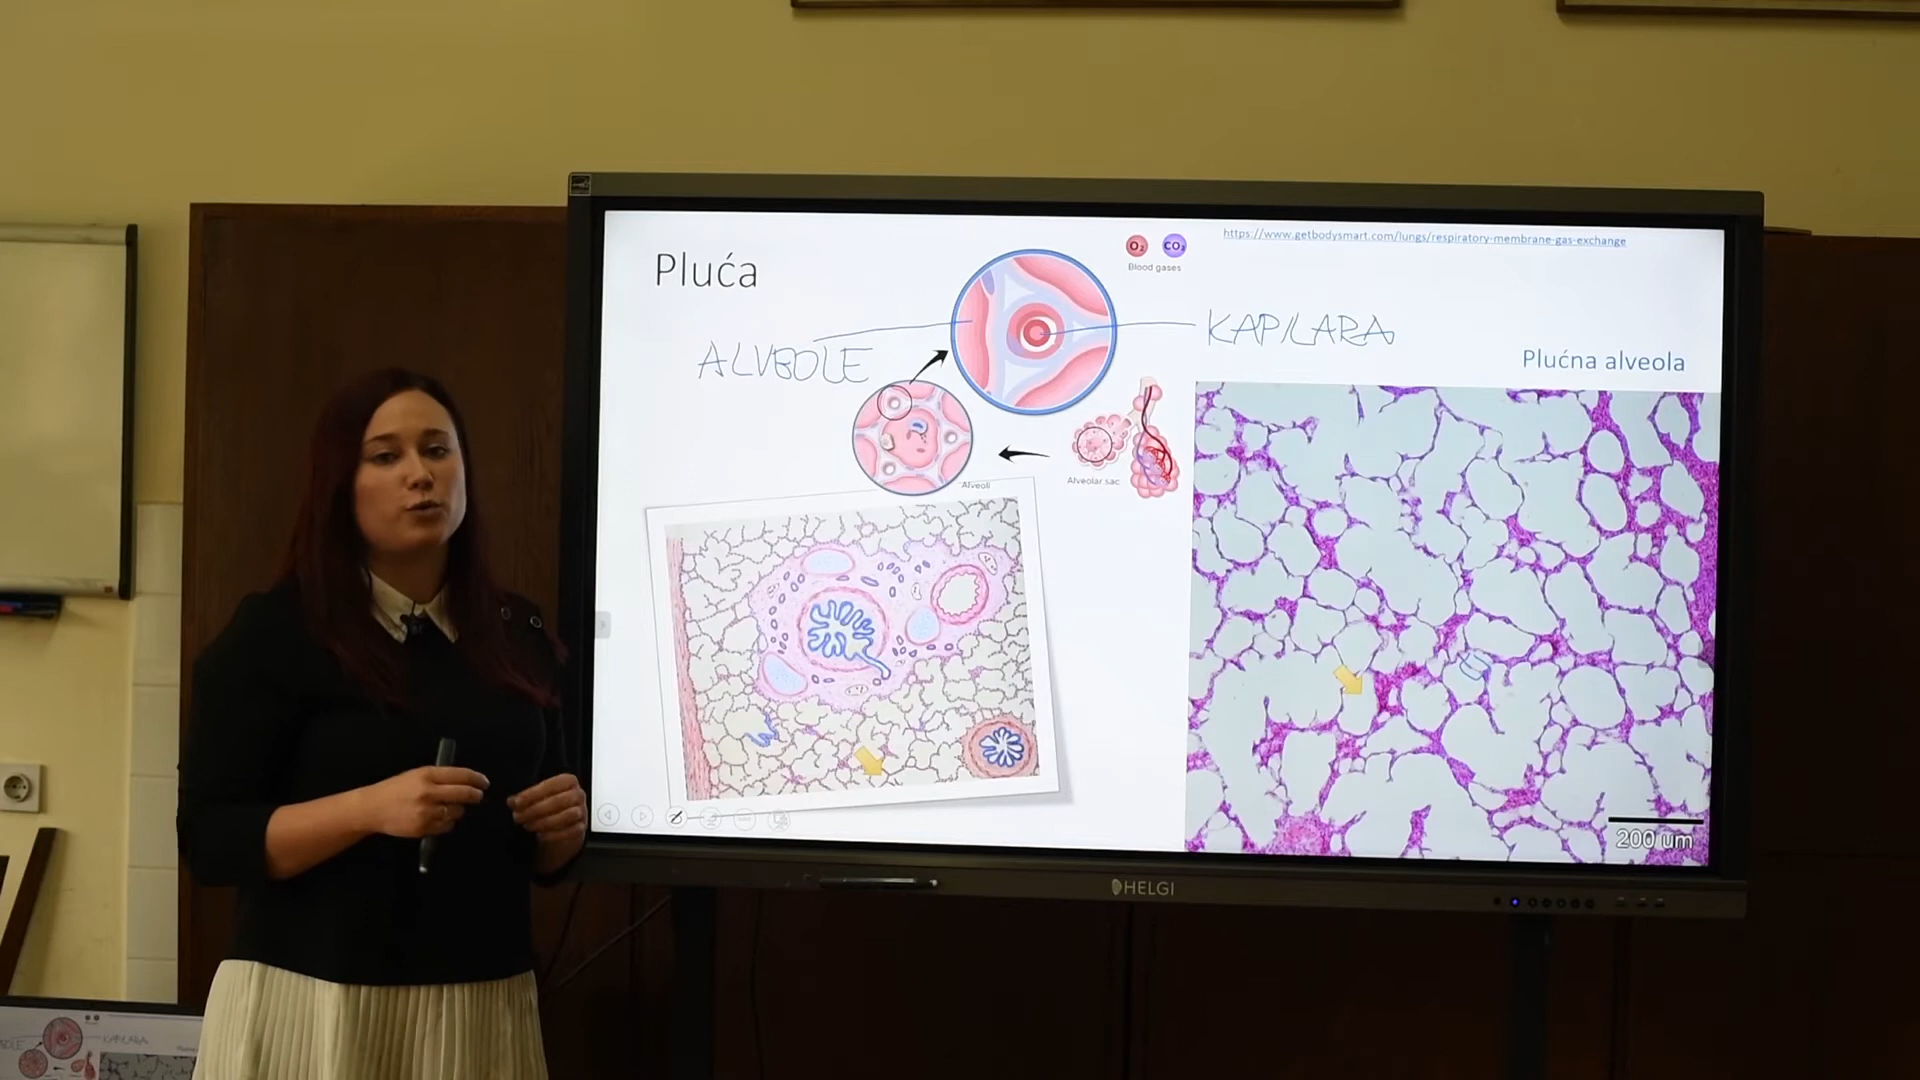 Pluća
O₂ CO₂
Blood gases
https://www.getbodysmart.com/lungs/respiratory-membrane-gas-exchange
ALVEOLE
KAPILARA
Plućna alveola
Alveoli
Alveolar sac
200 um
HELGI
KAPILARA